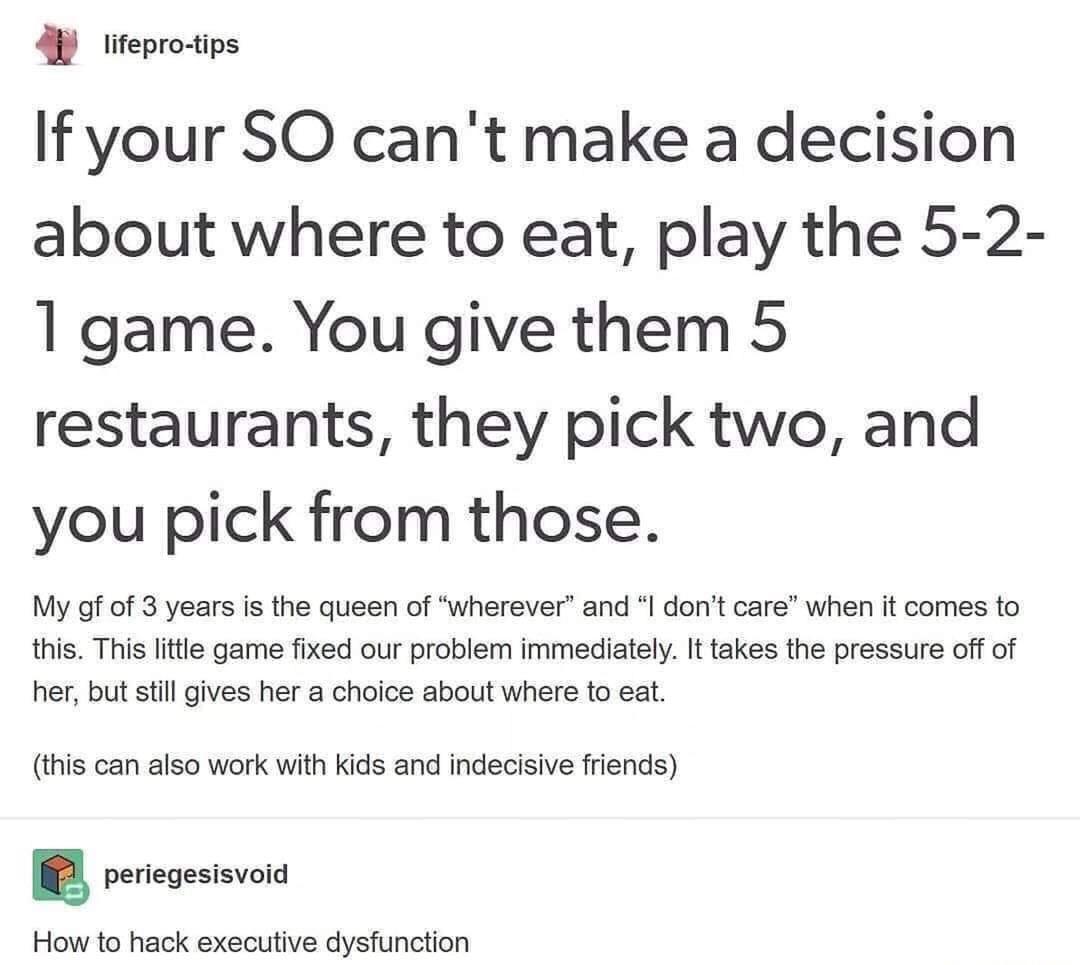 lifepro-tips
If your SO can't make a decision
about where to eat, play the 5-2-
1 game. You give them 5
restaurants, they pick two, and
you pick from those.
My gf of 3 years is the queen of “wherever” and “I don’t care” when it comes to
this. This little game fixed our problem immediately. It takes the pressure off of
her, but still gives her a choice about where to eat.
(this can also work with kids and indecisive friends)
periegesisvoid
How to hack executive dysfunction